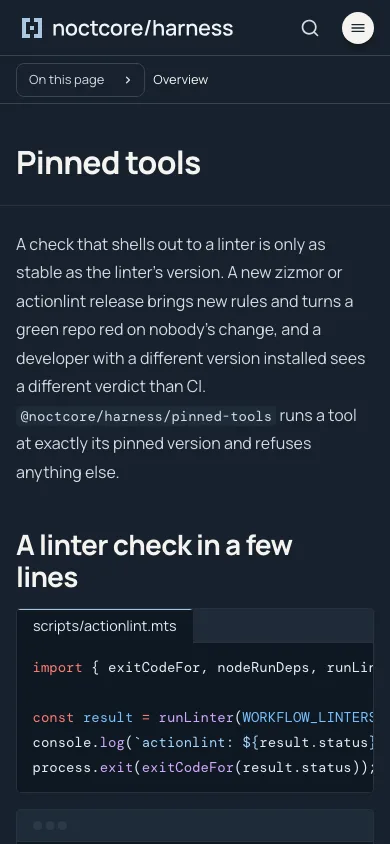 noctcore/harness
On this page
Overview
Pinned tools
A check that shells out to a linter is only as
stable as the linter's version. A new zizmor or
actionlint release brings new rules and turns a
green repo red on nobody's change, and a
developer with a different version installed sees
a different verdict than CI.
@noctcore/harness/pinned-tools runs a tool
at exactly its pinned version and refuses
anything else.
A linter check in a few
lines
scripts/actionlint.mts
import { exitCodeFor, nodeRunDeps, runLin
const result = runLinter(WORKFLOW_LINTERS
console.log(`actionlint: ${result.status}
process.exit(exitCodeFor(result.status));